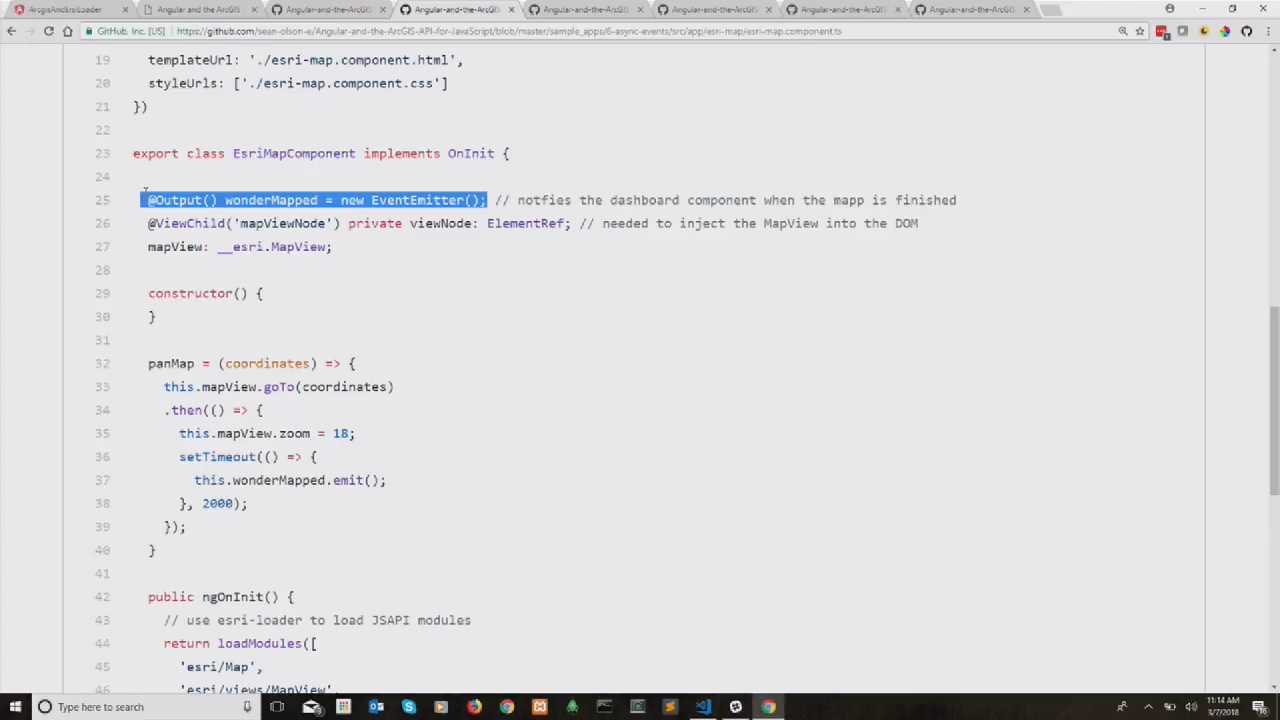 ArcgisAndEsriLoader
Angular and the ArcGIS
Angular-and-the-ArcGIS
Angular-and-the-ArcGIS
Angular-and-the-ArcGIS
Angular-and-the-ArcGIS
Angular-and-the-ArcGIS
Angular-and-the-ArcGIS
GitHub, Inc. [US] https://github.com/sean-olson-e/Angular-and-the-ArcGIS-API-for-JavaScript/blob/master/sample_apps/6-async-events/src/app/esri-map/esri-map.component.ts
19 templateUrl: './esri-map.component.html',
20 styleUrls: ['./esri-map.component.css']
21 })
22
23 export class EsriMapComponent implements OnInit {
24
25 @Output() wonderMapped = new EventEmitter(); // notfies the dashboard component when the mapp is finished
26 @ViewChild('mapViewNode') private viewNode: ElementRef; // needed to inject the MapView into the DOM
27 mapView: __esri.MapView;
28
29 constructor() {
30 }
31
32 panMap = (coordinates) => {
33 this.mapView.goTo(coordinates)
34 .then(() => {
35 this.mapView.zoom = 18;
36 setTimeout(() => {
37 this.wonderMapped.emit();
38 }, 2000);
39 });
40 }
41
42 public ngOnInit() {
43 // use esri-loader to load JSAPI modules
44 return loadModules([
45 'esri/Map',
46 'esri/views/MapView',
Type here to search
11:14 AM
3/7/2018